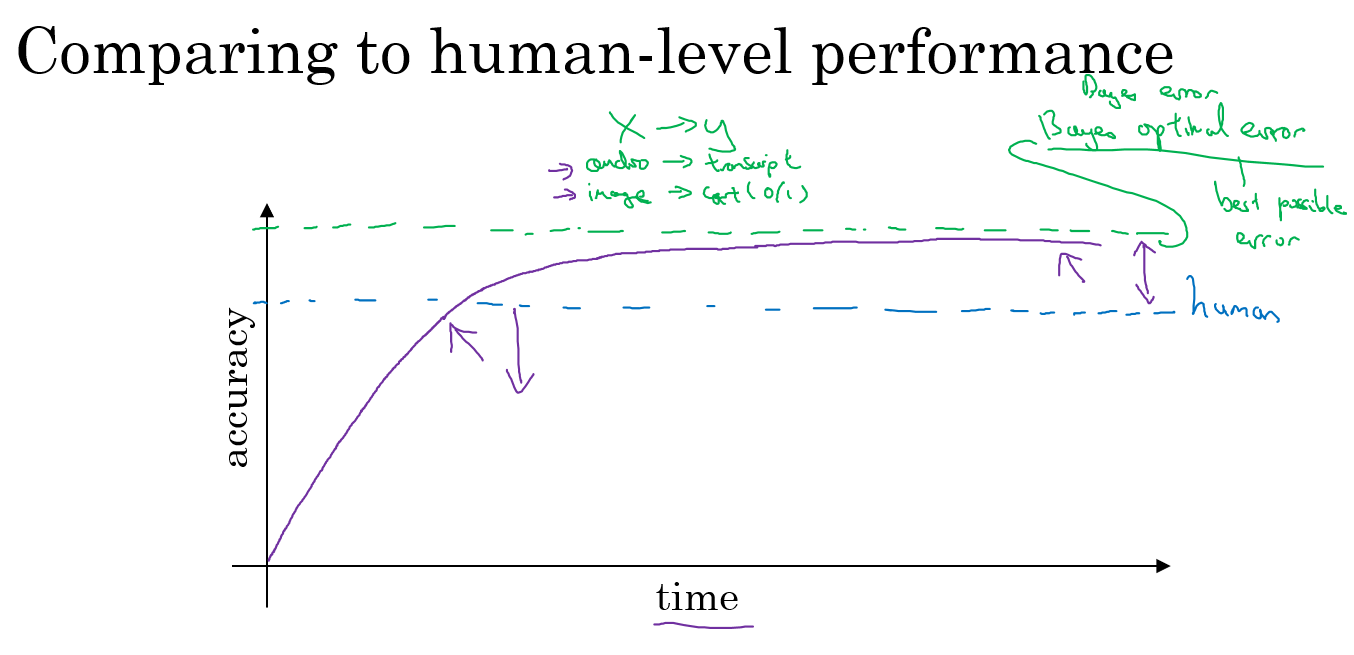 Comparing to human-level performance
Bayes error
Bayes optimal error
best possible
error
X → y
audio → transcript
image → cat (0/1)
human
accuracy
time